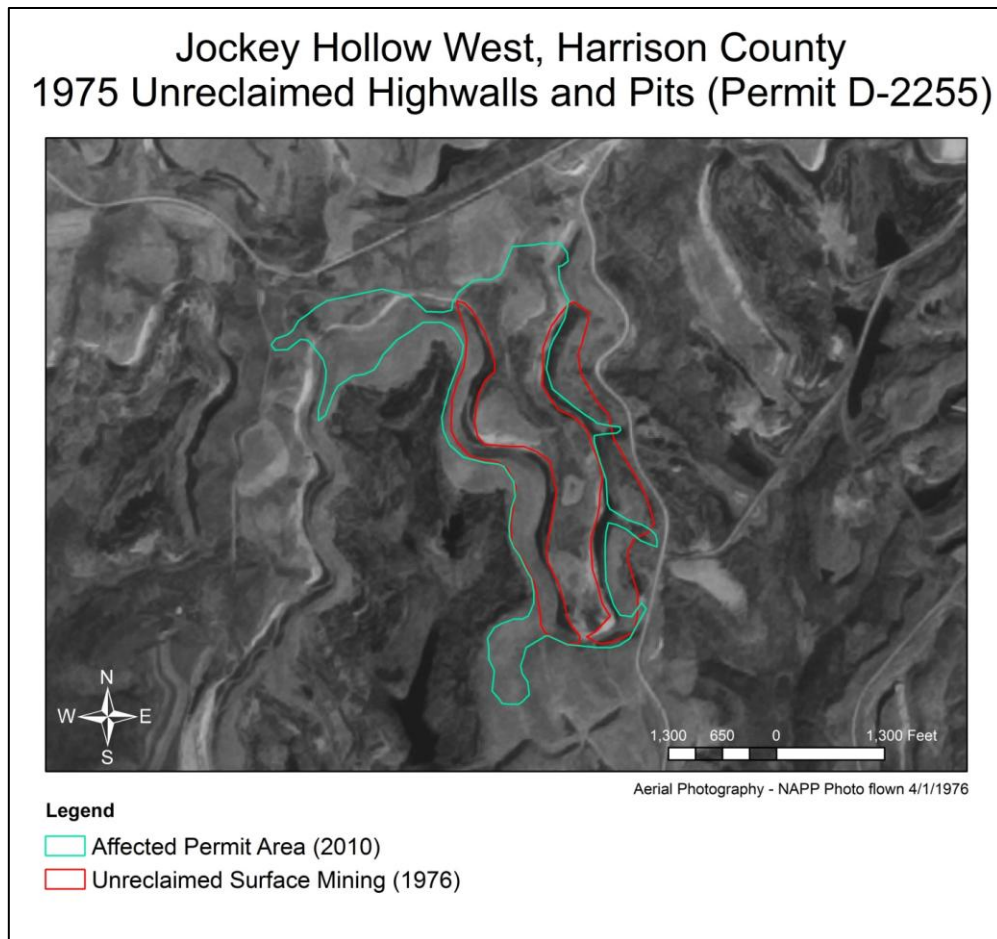 Jockey Hollow West, Harrison County
1975 Unreclaimed Highwalls and Pits (Permit D-2255)
N
W E
S
1,300 650 0 1,300 Feet
Aerial Photography - NAPP Photo flown 4/1/1976
Legend
Affected Permit Area (2010)
Unreclaimed Surface Mining (1976)